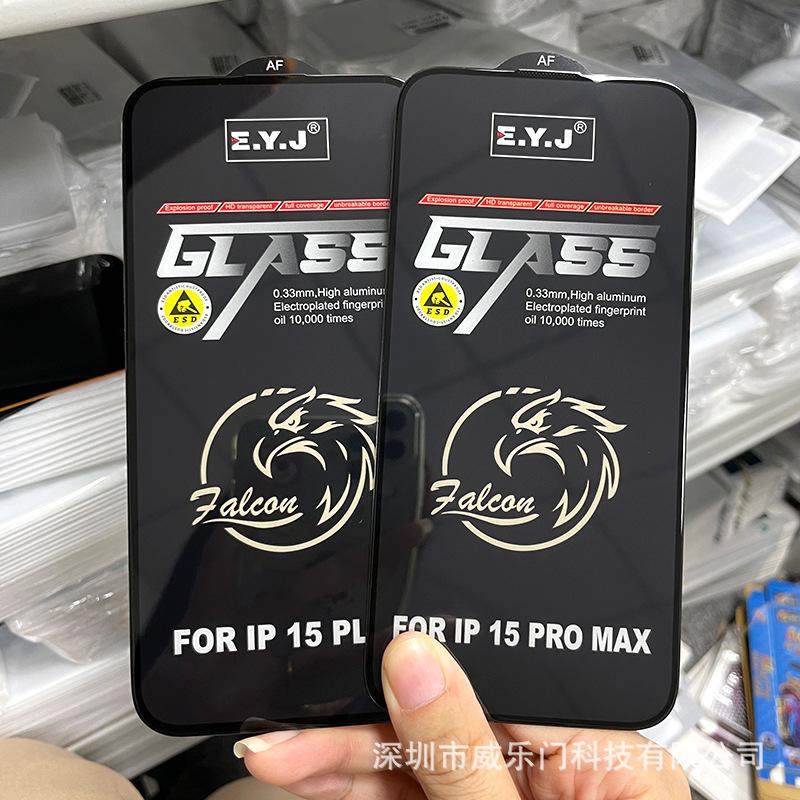 AF
E.Y.J®
Explosion proof / HD transparent / full coverage / unbreakable border
GLASS
0.33mm,High aluminu
Electroplated fingerpri
oil 10,000 times
ESD
Falcon
FOR IP 15 PL
AF
E.Y.J®
Explosion proof / HD transparent / full coverage / unbreakable border
GLASS
0.33mm,High aluminum
Electroplated fingerprint
oil 10,000 times
ESD
Falcon
FOR IP 15 PRO MAX
深圳市威乐门科技有限公司